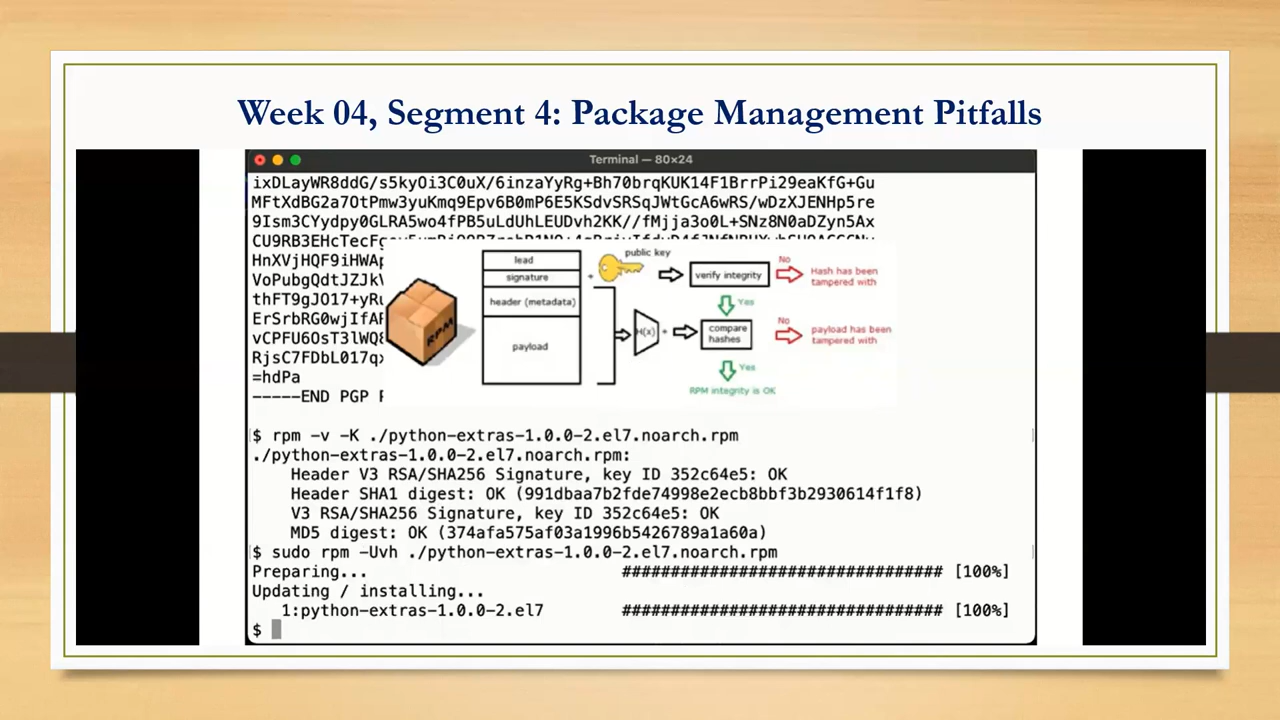 Week 04, Segment 4: Package Management Pitfalls
Terminal — 80×24
ixDLayWR8ddG/s5kyOi3C0uX/6inzaYyRg+Bh70brqKUK14F1BrrPi29eaKfG+Gu
MFtXdBG2a7OtPmw3yuKmq9Epv6B0mP6E5KSdvSRSqJWtGcA6wRS/wDzXJENHp5re
9Ism3CYydpy0GLRA5wo4fPB5uLdUhLEUDvh2KK//fMjja3o0L+SNz8N0aDZyn5Ax
CU9RB3EHcTecFg
HnXVjHQF9iHWAp
VoPubgQdtJZJk
thFT9gJO17+yR
ErSrbRG0wjIfA
vCPFU6OsT3lWQ
RjsC7FDbL017q
=hdPa
-----END PGP
RPM
lead
signature
header (metadata)
payload
+
public key
H(x)
+
verify integrity
No
Hash has been
tampered with
Yes
compare
hashes
No
payload has been
tampered with
Yes
RPM integrity is OK
$ rpm -v -K ./python-extras-1.0.0-2.el7.noarch.rpm
./python-extras-1.0.0-2.el7.noarch.rpm:
Header V3 RSA/SHA256 Signature, key ID 352c64e5: OK
Header SHA1 digest: OK (991dbaa7b2fde74998e2ecb8bbf3b2930614f1f8)
V3 RSA/SHA256 Signature, key ID 352c64e5: OK
MD5 digest: OK (374afa575af03a1996b5426789a1a60a)
$ sudo rpm -Uvh ./python-extras-1.0.0-2.el7.noarch.rpm
Preparing... ################################# [100%]
Updating / installing...
1:python-extras-1.0.0-2.el7 ################################# [100%]
$